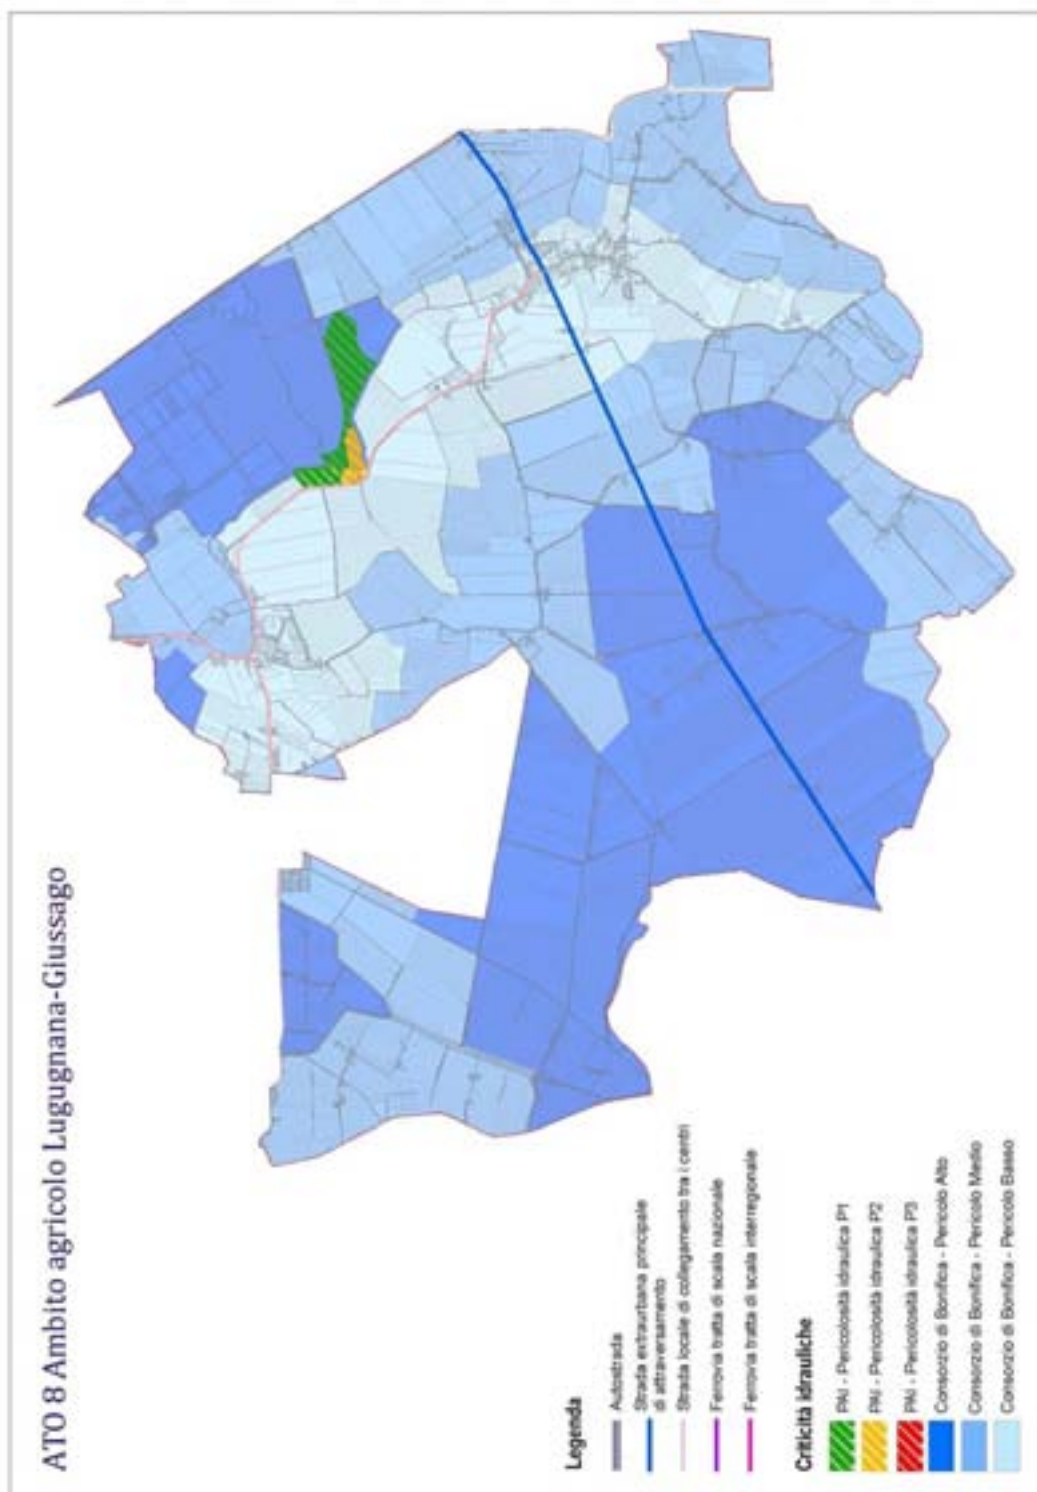 ATO 8 Ambito agricolo Lugugnana-Giussago
Legenda
Autostrada
Strada extraurbana principale
di attraversamento
Strada locale di collegamento tra i centri
Ferrovia tratta di scala nazionale
Ferrovia tratta di scala interregionale
Criticità idrauliche
PAI - Pericolosità idraulica P1
PAI - Pericolosità idraulica P2
PAI - Pericolosità idraulica P3
Consorzio di Bonifica - Pericolo Alto
Consorzio di Bonifica - Pericolo Medio
Consorzio di Bonifica - Pericolo Basso